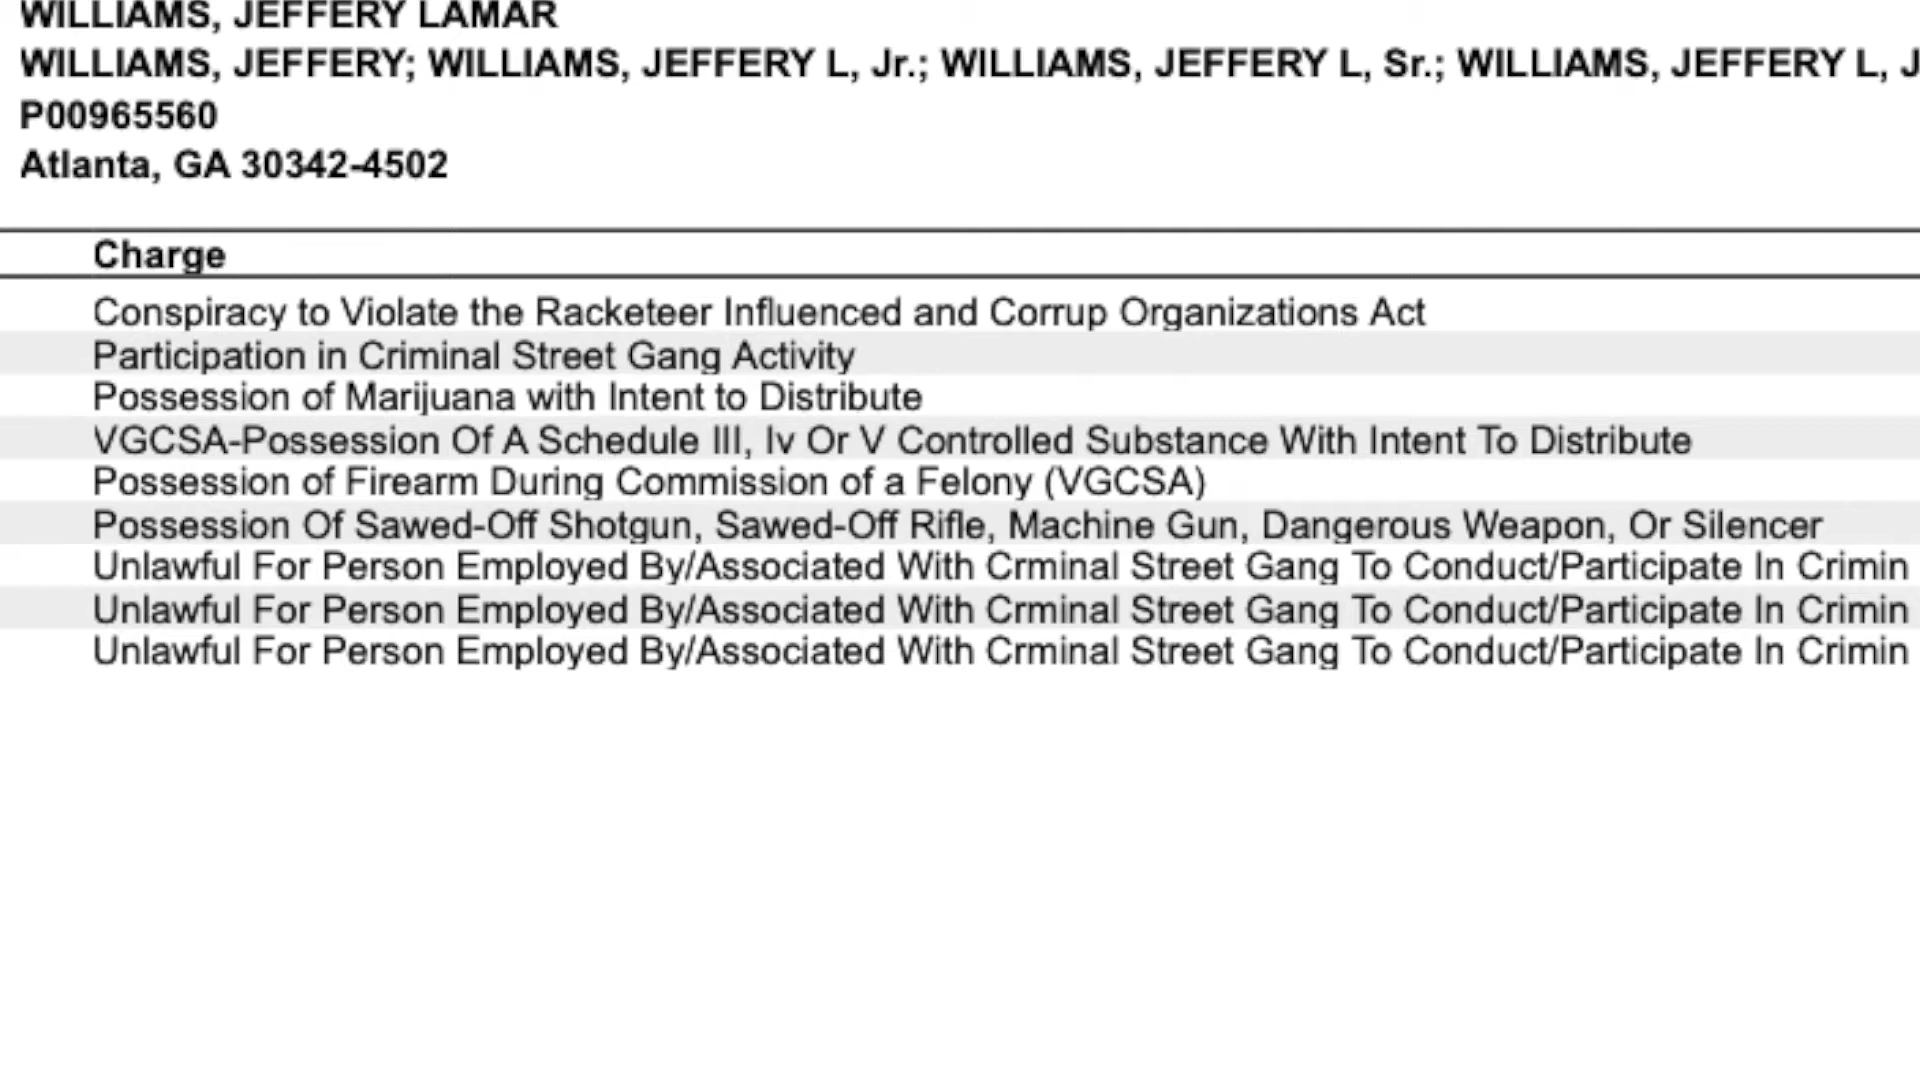 WILLIAMS, JEFFERY LAMAR
WILLIAMS, JEFFERY; WILLIAMS, JEFFERY L, Jr.; WILLIAMS, JEFFERY L, Sr.; WILLIAMS, JEFFERY L, J
P00965560
Atlanta, GA 30342-4502
Charge
Conspiracy to Violate the Racketeer Influenced and Corrup Organizations Act
Participation in Criminal Street Gang Activity
Possession of Marijuana with Intent to Distribute
VGCSA-Possession Of A Schedule III, Iv Or V Controlled Substance With Intent To Distribute
Possession of Firearm During Commission of a Felony (VGCSA)
Possession Of Sawed-Off Shotgun, Sawed-Off Rifle, Machine Gun, Dangerous Weapon, Or Silencer
Unlawful For Person Employed By/Associated With Crminal Street Gang To Conduct/Participate In Crimin
Unlawful For Person Employed By/Associated With Crminal Street Gang To Conduct/Participate In Crimin
Unlawful For Person Employed By/Associated With Crminal Street Gang To Conduct/Participate In Crimin